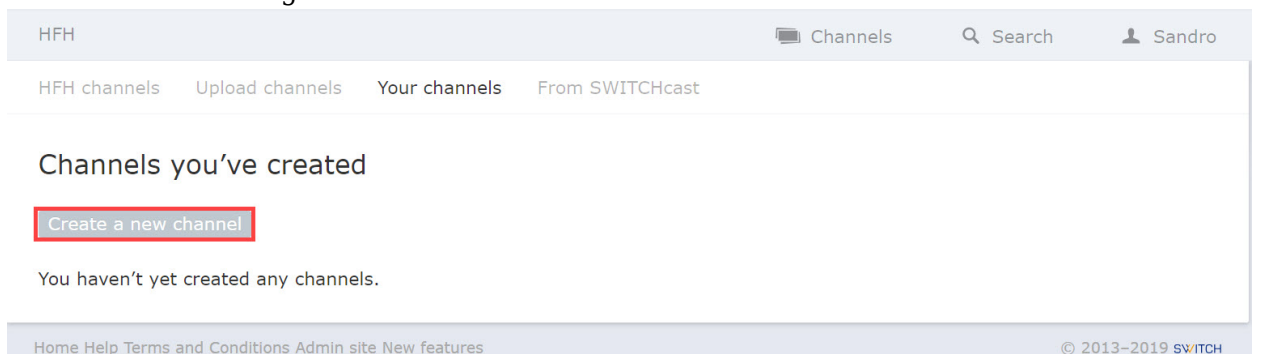 HFH Channels Search Sandro
HFH channels Upload channels Your channels From SWITCHcast
Channels you’ve created
Create a new channel
You haven’t yet created any channels.
Home Help Terms and Conditions Admin site New features © 2013–2019 SWITCH